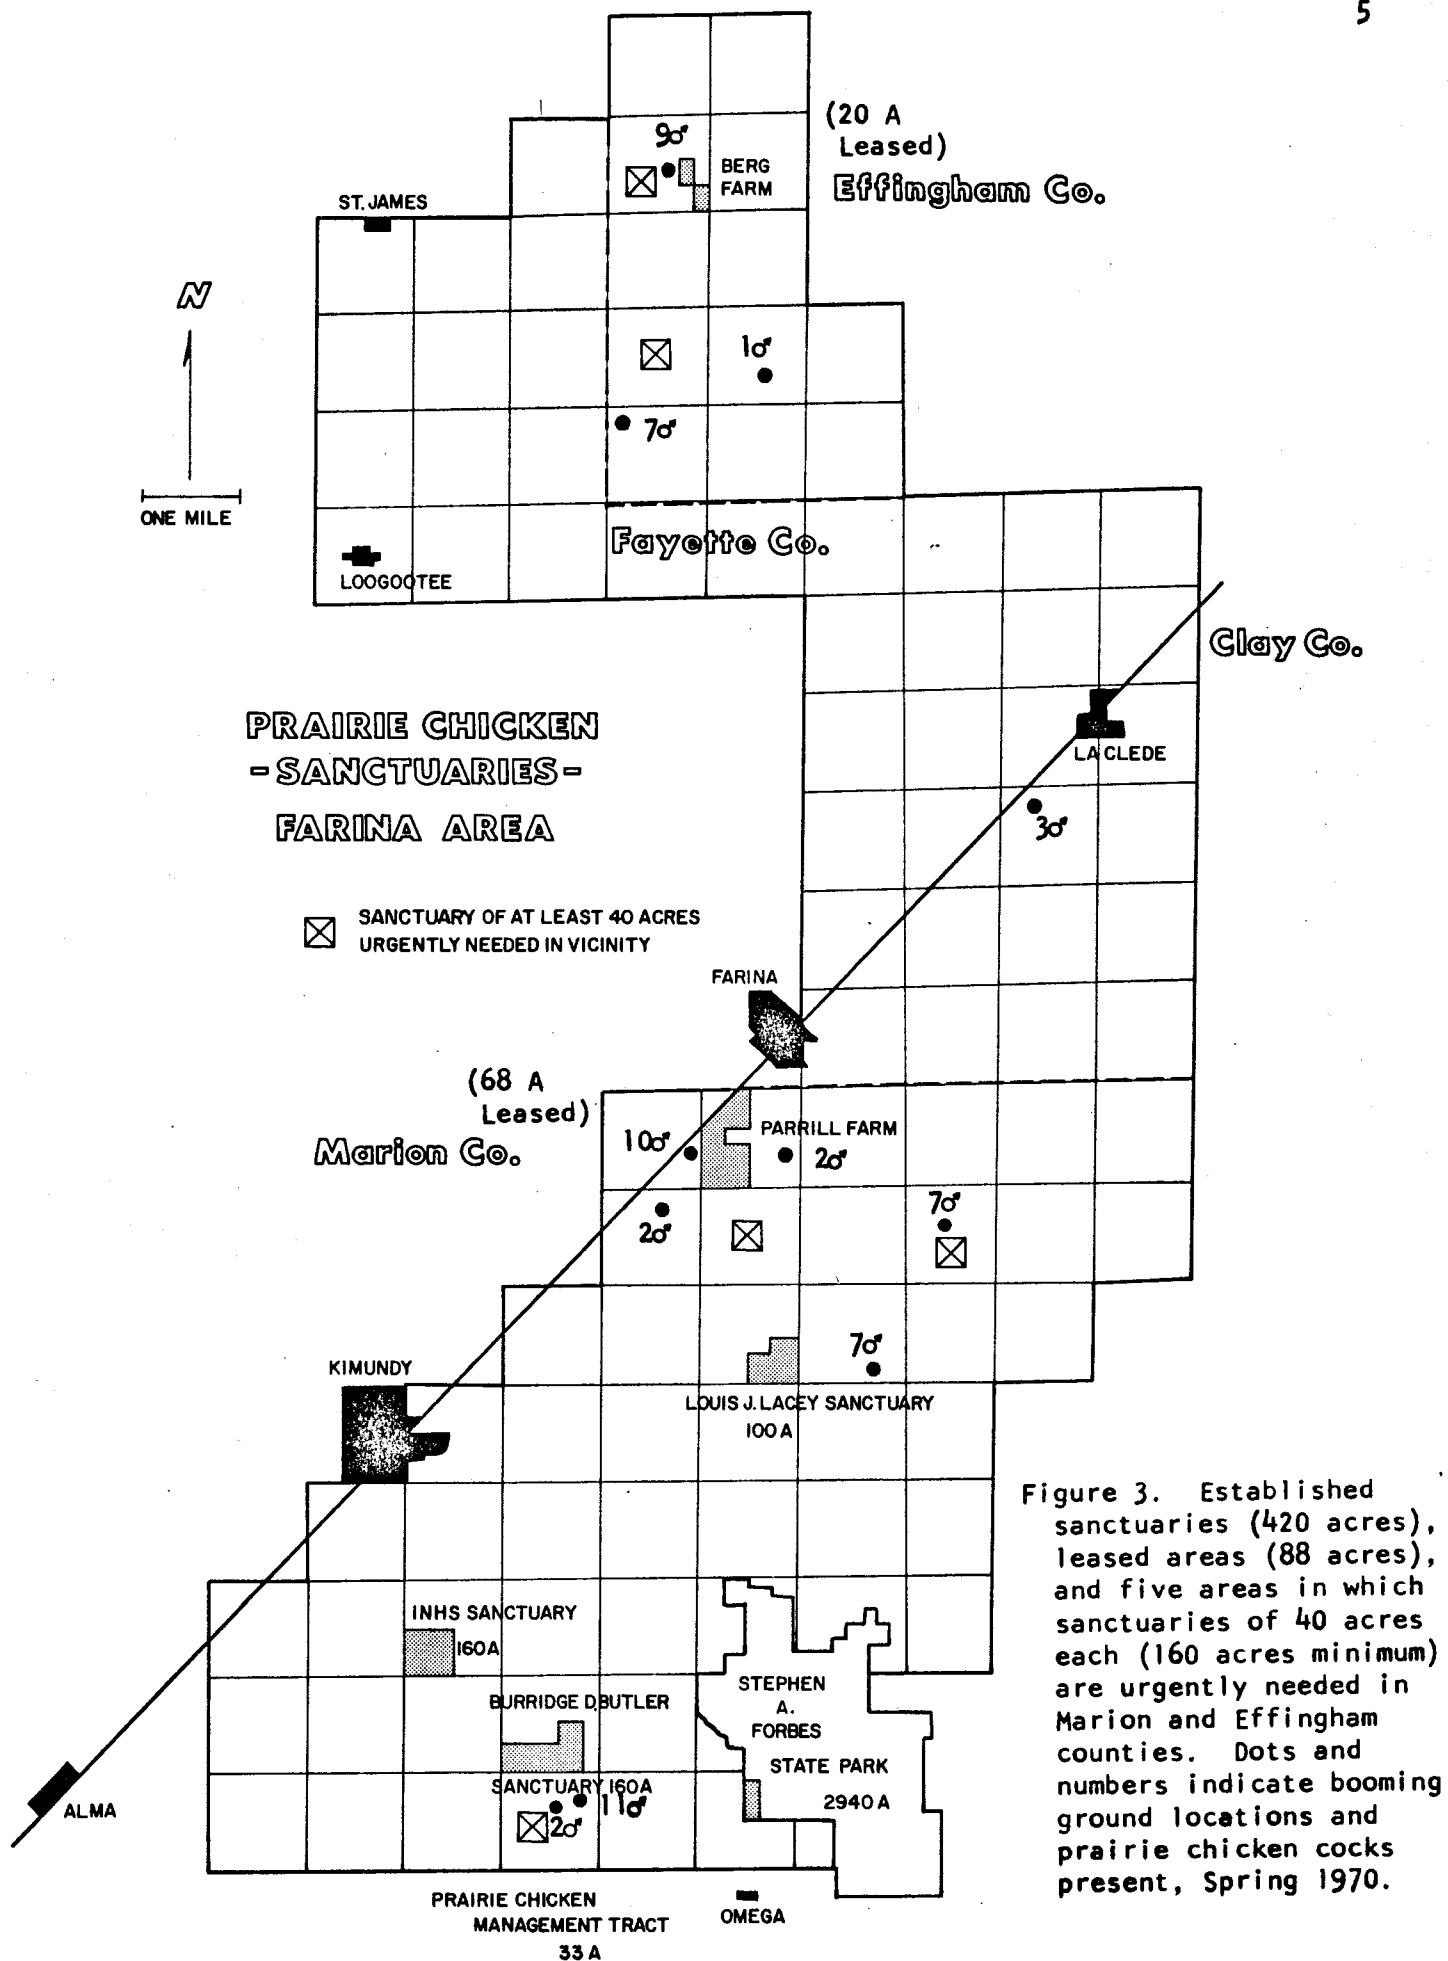 5
(20 A
Leased)
Effingham Co.
9♂
BERG
FARM
ST. JAMES
N
1♂
7♂
ONE MILE
Fayette Co.
LOOGOOTEE
Clay Co.
PRAIRIE CHICKEN
-SANCTUARIES-
FARINA AREA
LA CLEDE
3♂
SANCTUARY OF AT LEAST 40 ACRES
URGENTLY NEEDED IN VICINITY
FARINA
(68 A
Leased)
Marion Co.
10♂
PARRILL FARM
2♂
2♂
7♂
7♂
KIMUNDY
LOUIS J. LACEY SANCTUARY
100 A
INHS SANCTUARY
160 A
BURRIDGE D. BUTLER
SANCTUARY 160 A
11♂
2♂
STEPHEN
A.
FORBES
STATE PARK
2940 A
ALMA
PRAIRIE CHICKEN
MANAGEMENT TRACT
33 A
OMEGA
Figure 3. Established
sanctuaries (420 acres),
leased areas (88 acres),
and five areas in which
sanctuaries of 40 acres
each (160 acres minimum)
are urgently needed in
Marion and Effingham
counties. Dots and
numbers indicate booming
ground locations and
prairie chicken cocks
present, Spring 1970.